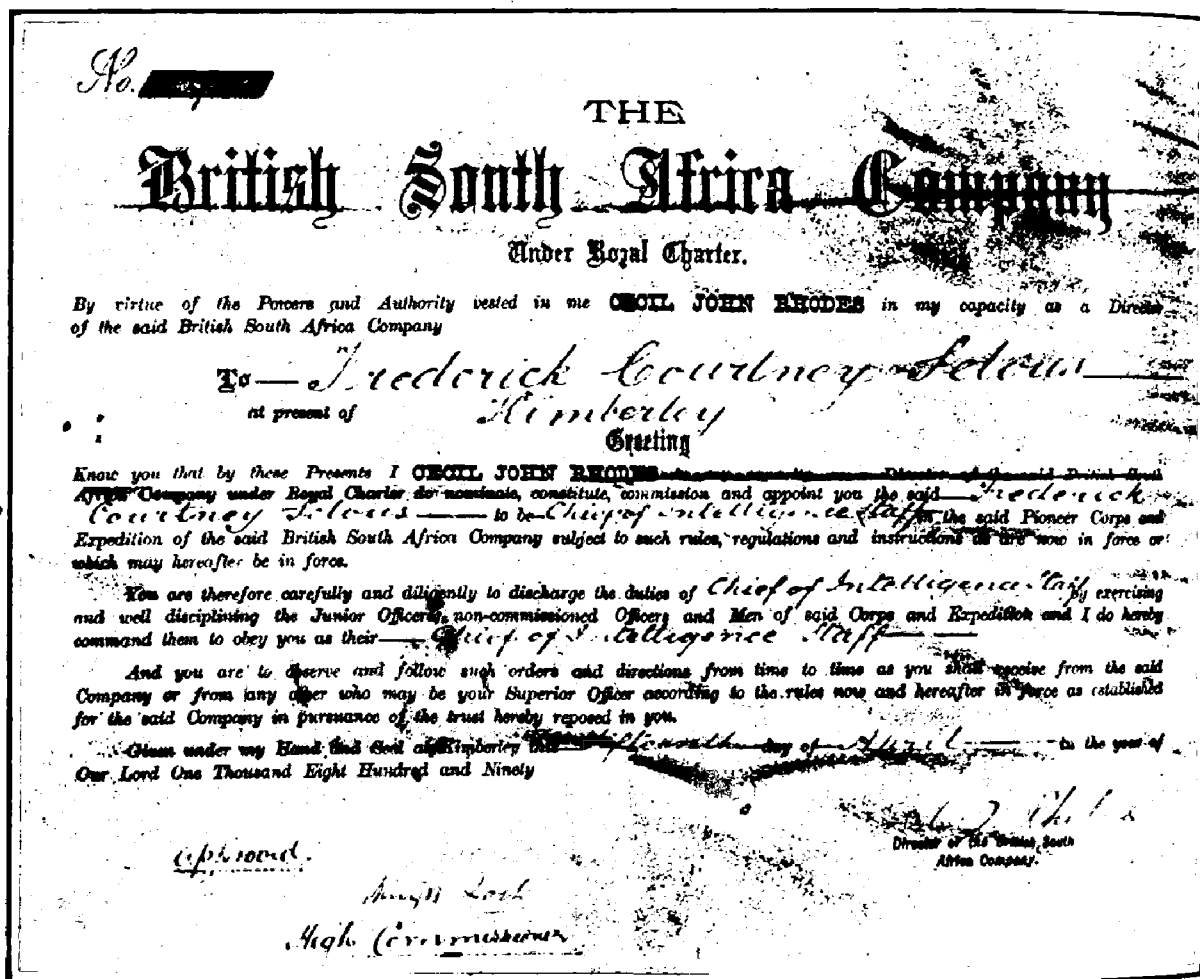 No.
THE
British South Africa Company
Under Royal Charter.
By virtue of the Powers and Authority vested in me CECIL JOHN RHODES in my capacity as a Director
of the said British South Africa Company
To — Frederick Courtney Selous
at present of Kimberley
Greeting
Know you that by these Presents I CECIL JOHN RHODES in my capacity as a Director of the said British South
Africa Company under Royal Charter do nominate, constitute, commission and appoint you the said — Frederick
Courtney Selous — to be Chief of Intelligence Staff in the said Pioneer Corps and
Expedition of the said British South Africa Company subject to such rules, regulations and instructions as are now in force or
which may hereafter be in force.
You are therefore carefully and diligently to discharge the duties of Chief of Intelligence Staff by exercising
and well disciplining the Junior Officers, non-commissioned Officers and Men of said Corps and Expedition and I do hereby
command them to obey you as their — Chief of Intelligence Staff —
And you are to observe and follow such orders and directions from time to time as you shall receive from the said
Company or from any other who may be your Superior Officer according to the rules now and hereafter in force as established
for the said Company in pursuance of the trust hereby reposed in you.
Given under my Hand and Seal at Kimberley this day of April — in the year of
Our Lord One Thousand Eight Hundred and Ninety
Director of the British South
Africa Company.
approved.
High Commissioner